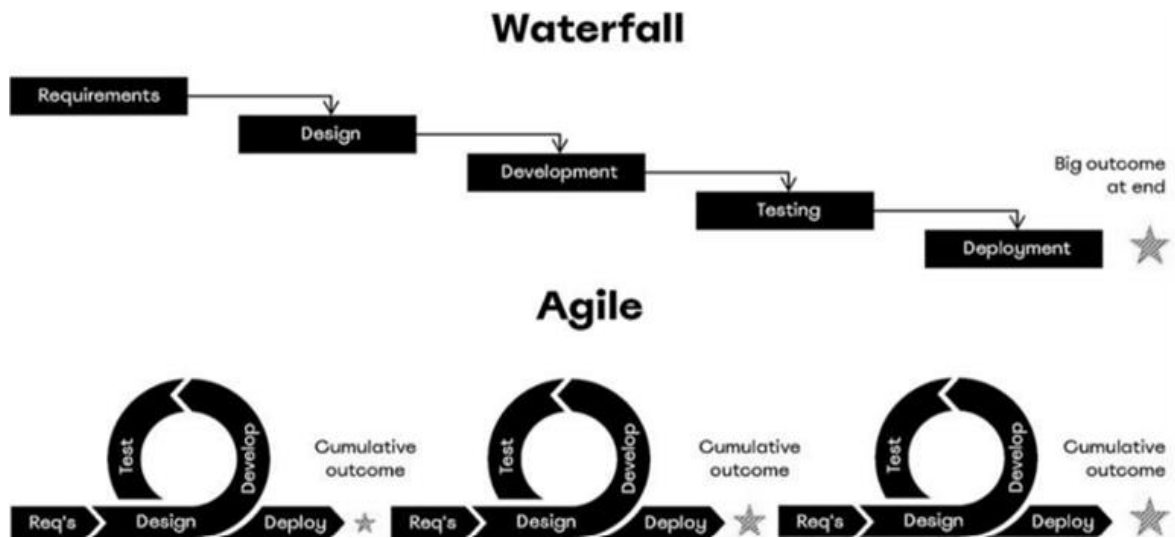 Waterfall
Requirements
Design
Development
Testing
Deployment
Big outcome
at end
Agile
Req's
Design
Develop
Test
Deploy
Cumulative
outcome
Req's
Design
Develop
Test
Deploy
Cumulative
outcome
Req's
Design
Develop
Test
Deploy
Cumulative
outcome